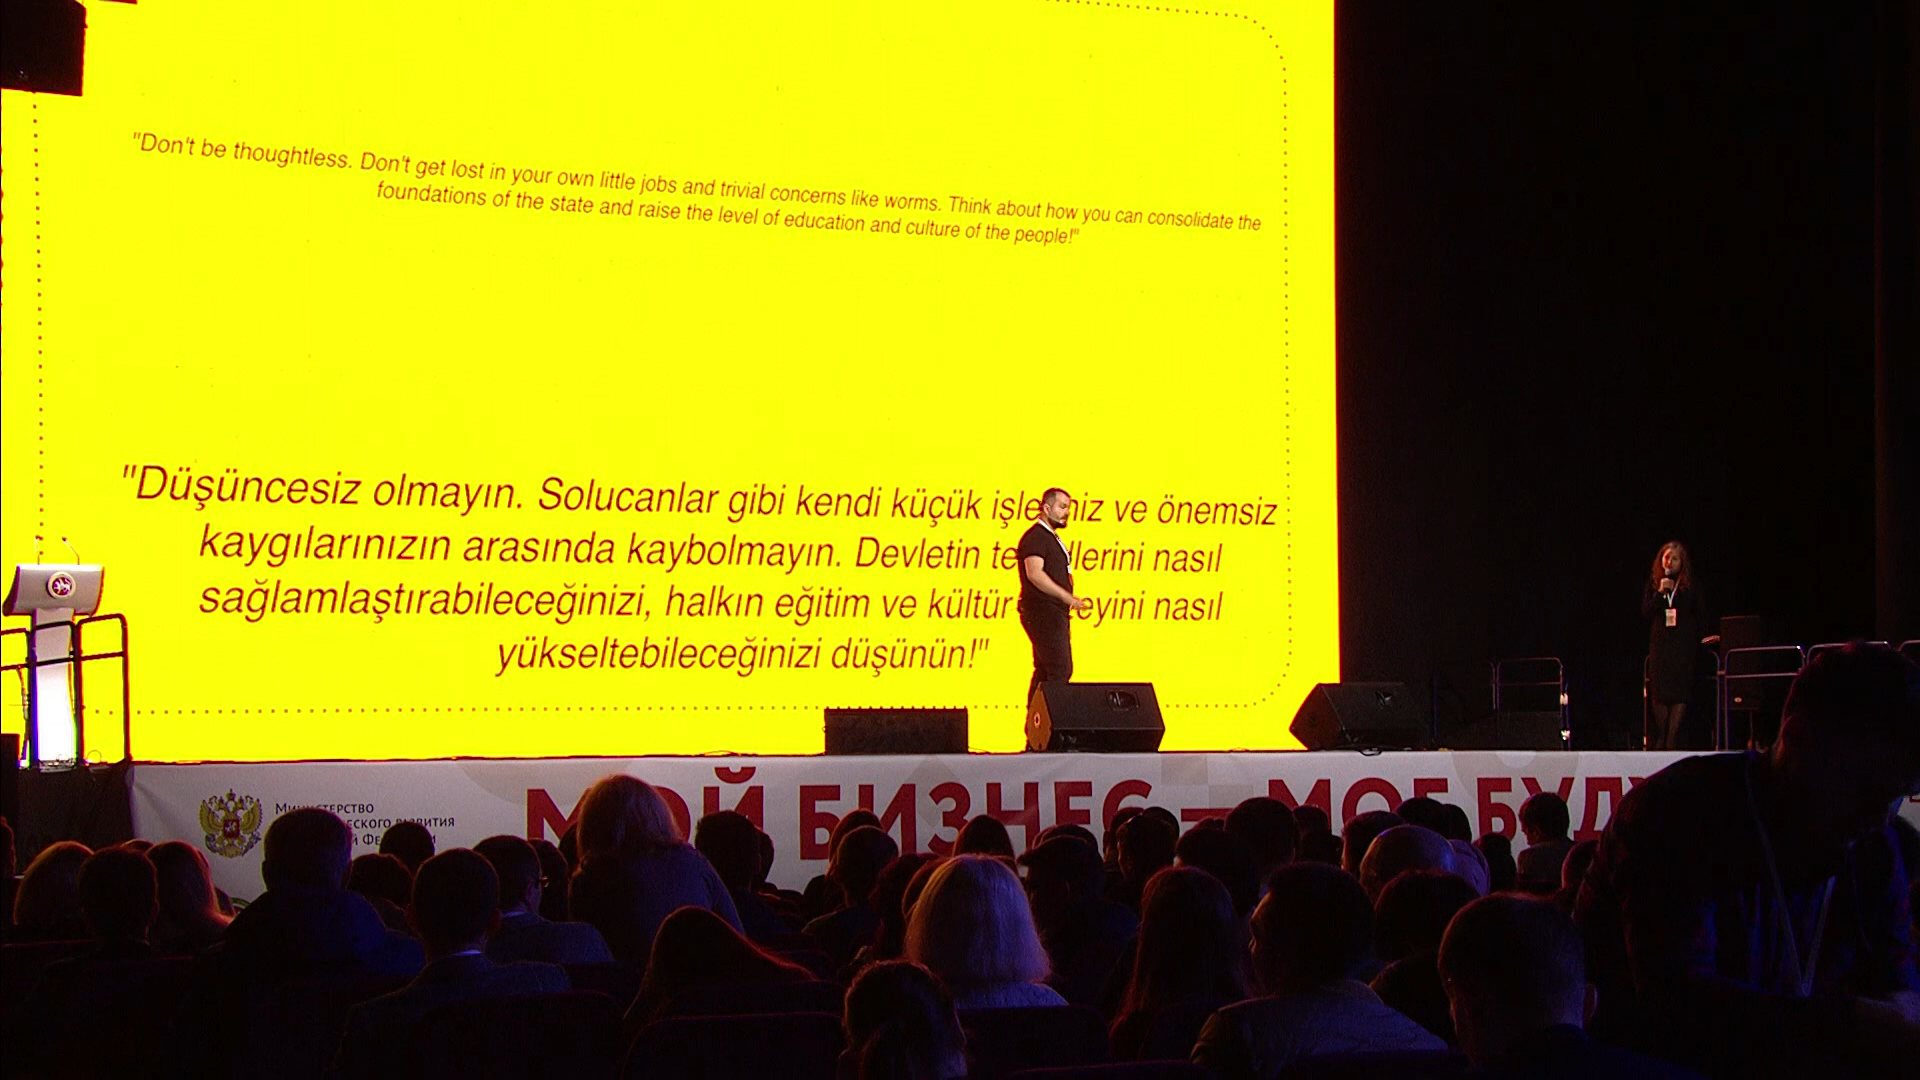 "Don't be thoughtless. Don't get lost in your own little jobs and trivial concerns like worms. Think about how you can consolidate the
foundations of the state and raise the level of education and culture of the people!"
"Düşüncesiz olmayın. Solucanlar gibi kendi küçük ve önemsiz
kaygılarınızın arasında kaybolmayın. Devletin nasıl
sağlamlaştırabileceğinizi, halkın eğitim ve kültür nasıl
yükseltebileceğinizi düşünün!"
МОЙ БИЗНЕС — МОЕ